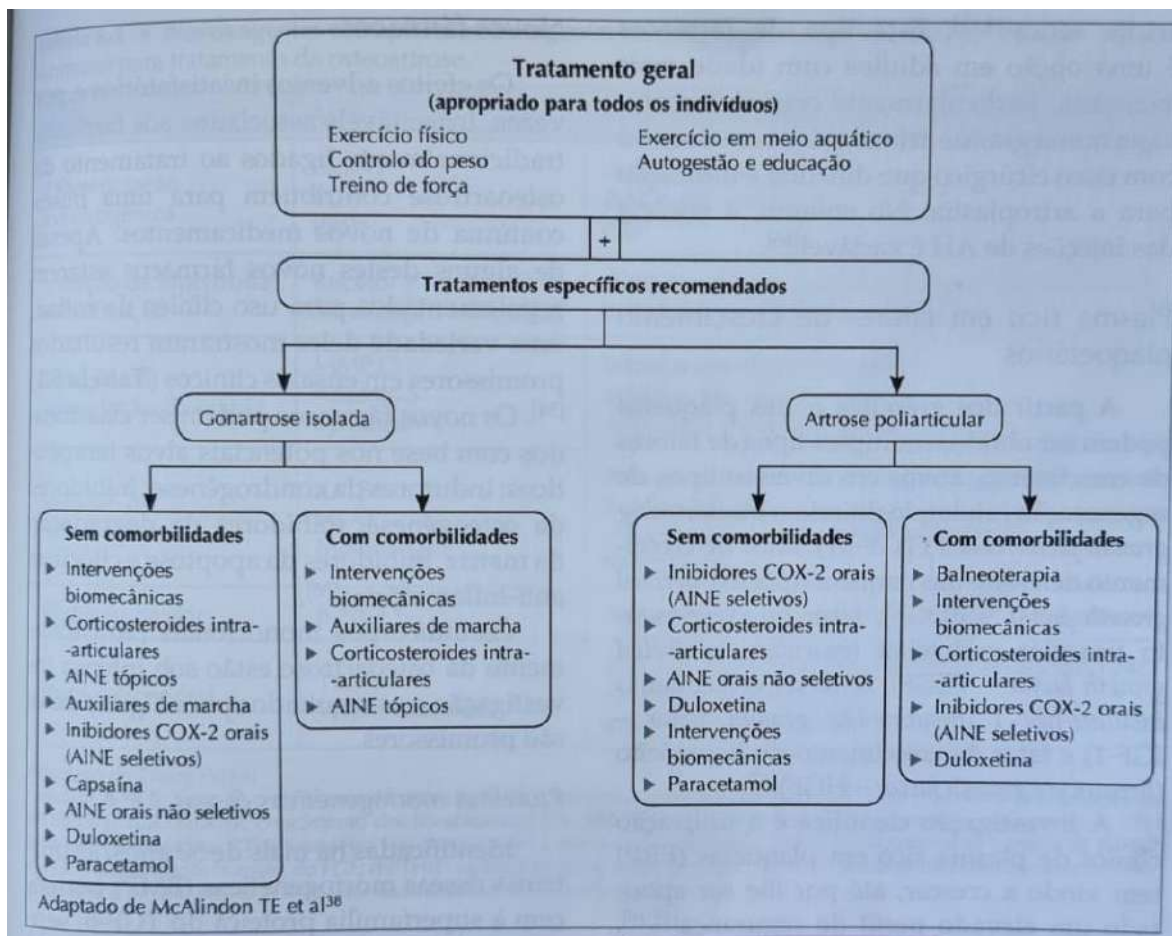 Tratamento geral
(apropriado para todos os indivíduos)
Exercício físico
Controlo do peso
Treino de força
Exercício em meio aquático
Autogestão e educação
+
Tratamentos específicos recomendados
Gonartrose isolada
Sem comorbilidades
Intervenções
biomecânicas
Corticosteroides intra-
-articulares
AINE tópicos
Auxiliares de marcha
Inibidores COX-2 orais
(AINE seletivos)
Capsaína
AINE orais não seletivos
Duloxetina
Paracetamol
Com comorbilidades
Intervenções
biomecânicas
Auxiliares de marcha
Corticosteroides intra-
-articulares
AINE tópicos
Artrose poliarticular
Sem comorbilidades
Inibidores COX-2 orais
(AINE seletivos)
Corticosteroides intra-
-articulares
AINE orais não seletivos
Duloxetina
Intervenções
biomecânicas
Paracetamol
Com comorbilidades
Balneoterapia
Intervenções
biomecânicas
Corticosteroides intra-
-articulares
Inibidores COX-2 orais
(AINE seletivos)
Duloxetina
Adaptado de McAlindon TE et al38